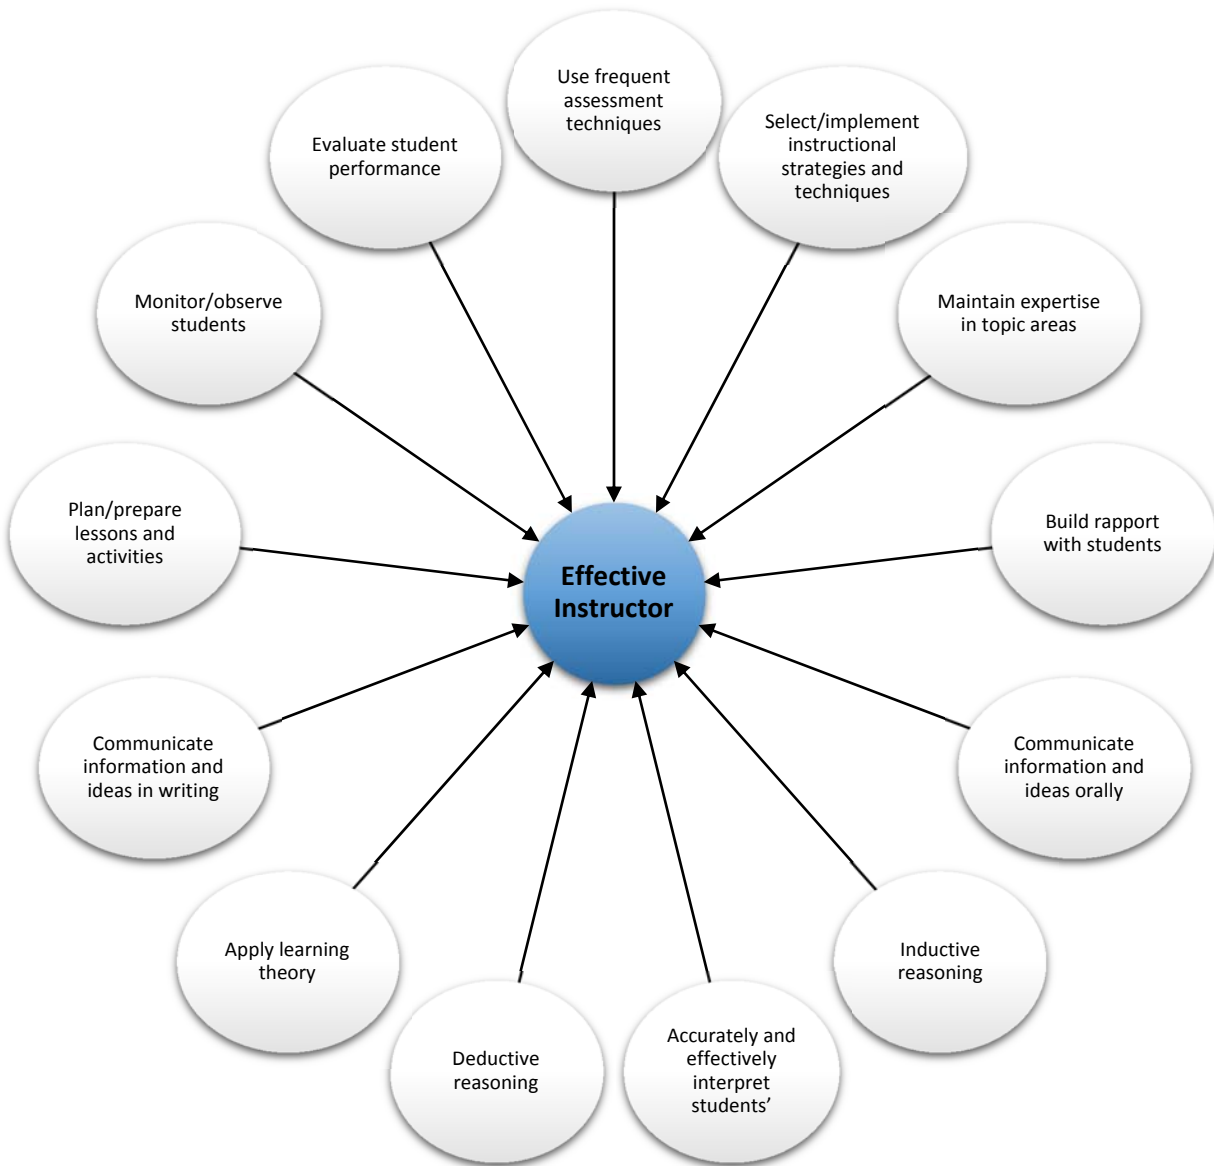 Use frequent
assessment
techniques
Select/implement
instructional
strategies and
techniques
Maintain expertise
in topic areas
Build rapport
with students
Communicate
information and
ideas orally
Inductive
reasoning
Accurately and
effectively
interpret
students’
Deductive
reasoning
Apply learning
theory
Communicate
information and
ideas in writing
Plan/prepare
lessons and
activities
Monitor/observe
students
Evaluate student
performance
Effective
Instructor